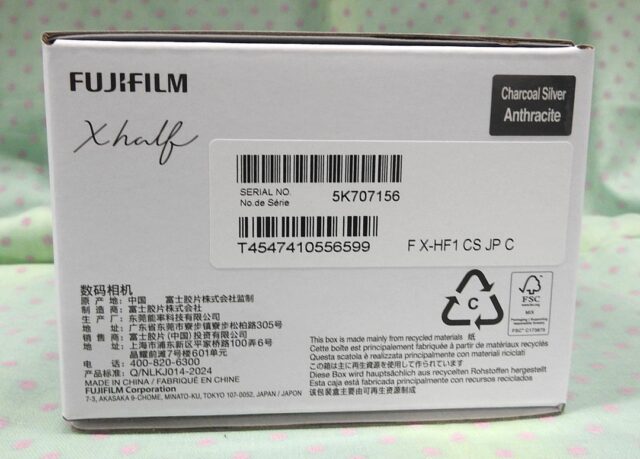 FUJIFILM
X half
Charcoal Silver
Anthracite
SERIAL NO.
No.de Série
5K707156
T4547410556599
F X-HF1 CS JP C
数码相机
原产地：中国 富士胶片株式会社监制
制造商：富士胶片株式会社
生产厂：东莞能率科技有限公司
地址：广东省东莞市寮步镇寮步松柏路305号
销售商：富士胶片(中国)投资有限公司
地址：上海市浦东新区平家桥路100弄6号
晶耀前滩7号楼601单元
电话：400-820-6300
产品标准：Q/NLKJ014-2024
MADE IN CHINA / FABRIQUÉ EN CHINE
FUJIFILM Corporation
7-3, AKASAKA 9-CHOME, MINATO-KU, TOKYO 107-0052, JAPAN / JAPON
C
纸
FSC
MIX
This box is made mainly from recycled materials
Cette boîte est principalement fabriquée à partir de matériaux recyclés
Questa scatola è realizzata principalmente con materiali riciclati
この箱は主に再生資源を使用して作られています
Diese Box wird hauptsächlich aus recycelten Rohstoffen hergestellt
Esta caja está fabricada principalmente con recursos reciclados
该包装盒主要由可再生资源制成